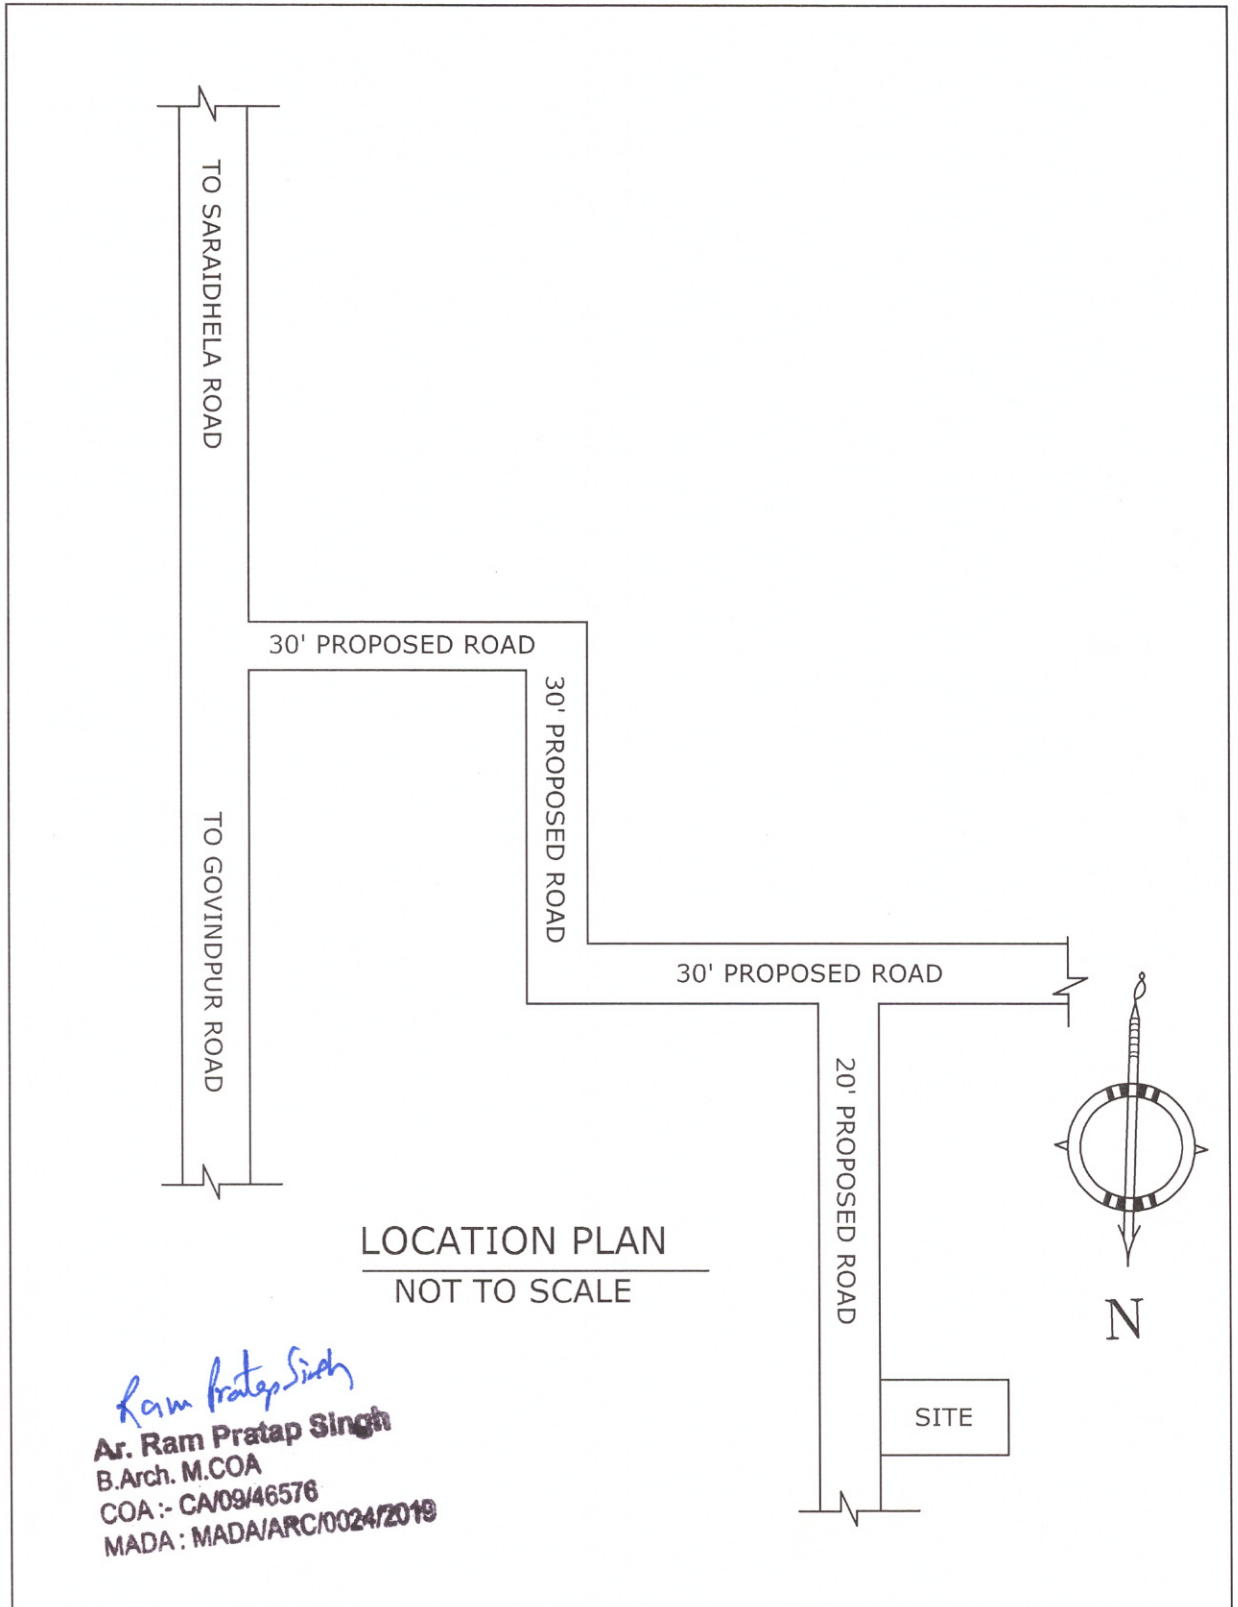 TO SARAIDHELA ROAD
30' PROPOSED ROAD
30' PROPOSED ROAD
TO GOVINDPUR ROAD
30' PROPOSED ROAD
20' PROPOSED ROAD
LOCATION PLAN
NOT TO SCALE
N
SITE
Ram Pratap Singh
Ar. Ram Pratap Singh
B.Arch. M.COA
COA :- CA/09/46576
MADA : MADA/ARC/0024/2019